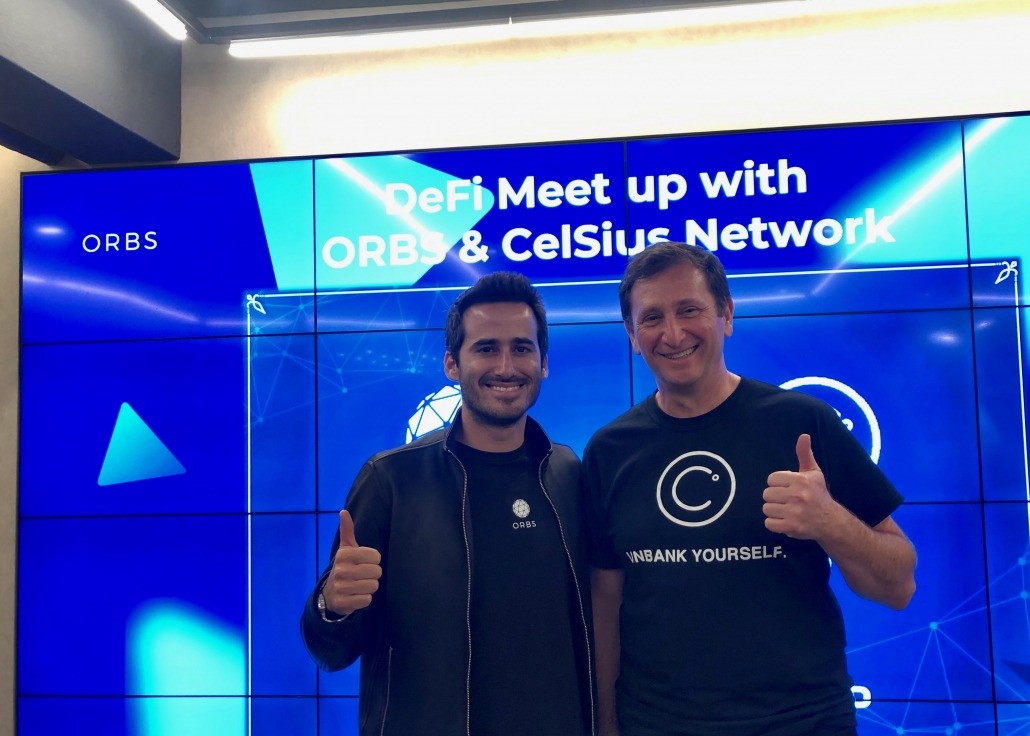 DeFi Meet up with
ORBS & CelSius Network
ORBS
ORBS
C
UNBANK YOURSELF.